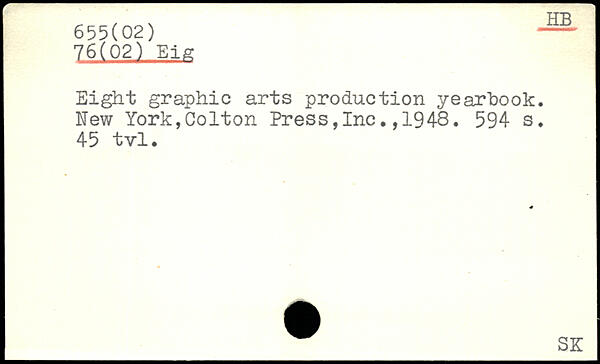 HB
655(02)
76(02) Eig
Eight graphic arts production yearbook.
New York,Colton Press,Inc.,1948. 594 s.
45 tvl.
SK